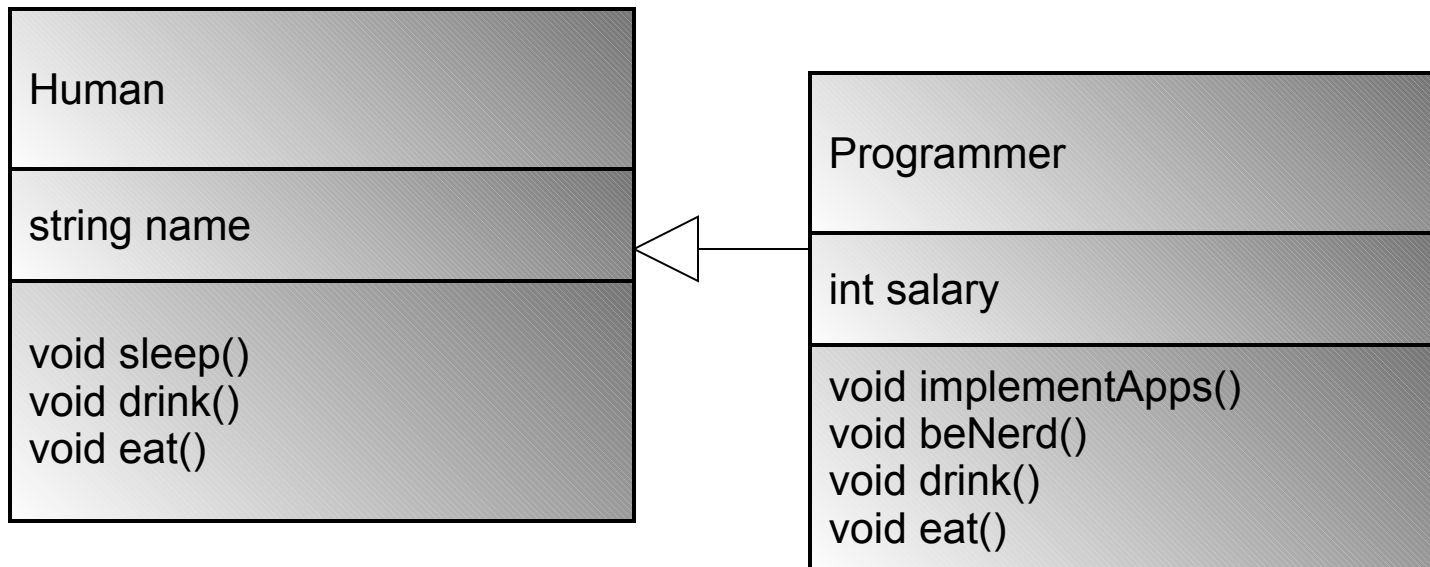 Human
string name
void sleep()
void drink()
void eat()
Programmer
int salary
void implementApps()
void beNerd()
void drink()
void eat()